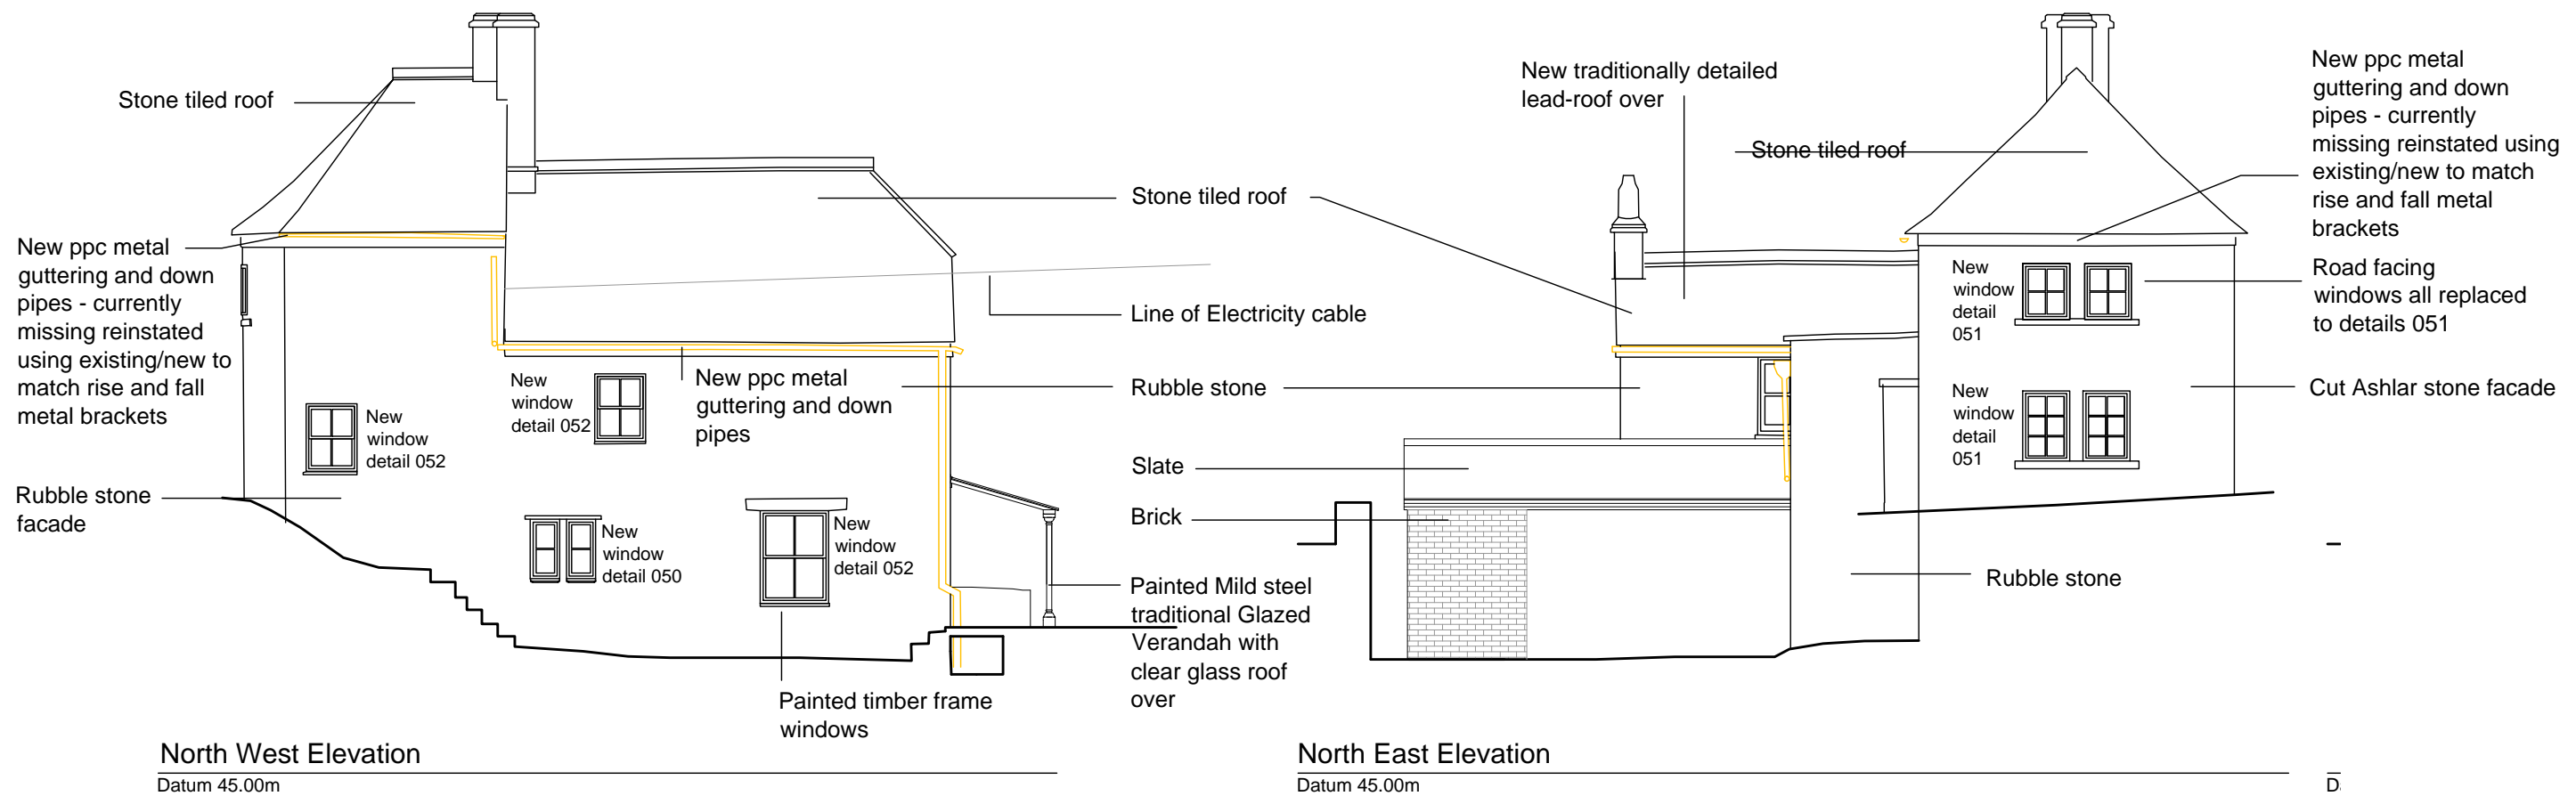 Stone tiled roof
New ppc metal
guttering and down
pipes - currently
missing reinstated
using existing/new to
match rise and fall
metal brackets
Rubble stone
facade
New
window
detail 052
New
window
detail 052
New ppc metal
guttering and down
pipes
New
window
detail 050
New
window
detail 052
Painted timber frame
windows
Stone tiled roof
Line of Electricity cable
Rubble stone
Slate
Brick
Painted Mild steel
traditional Glazed
Verandah with
clear glass roof
over
North West Elevation
Datum 45.00m
New traditionally detailed
lead-roof over
Stone tiled roof
New
window
detail
051
New
window
detail
051
New ppc metal
guttering and down
pipes - currently
missing reinstated using
existing/new to match
rise and fall metal
brackets
Road facing
windows all replaced
to details 051
Cut Ashlar stone facade
Rubble stone
North East Elevation
Datum 45.00m